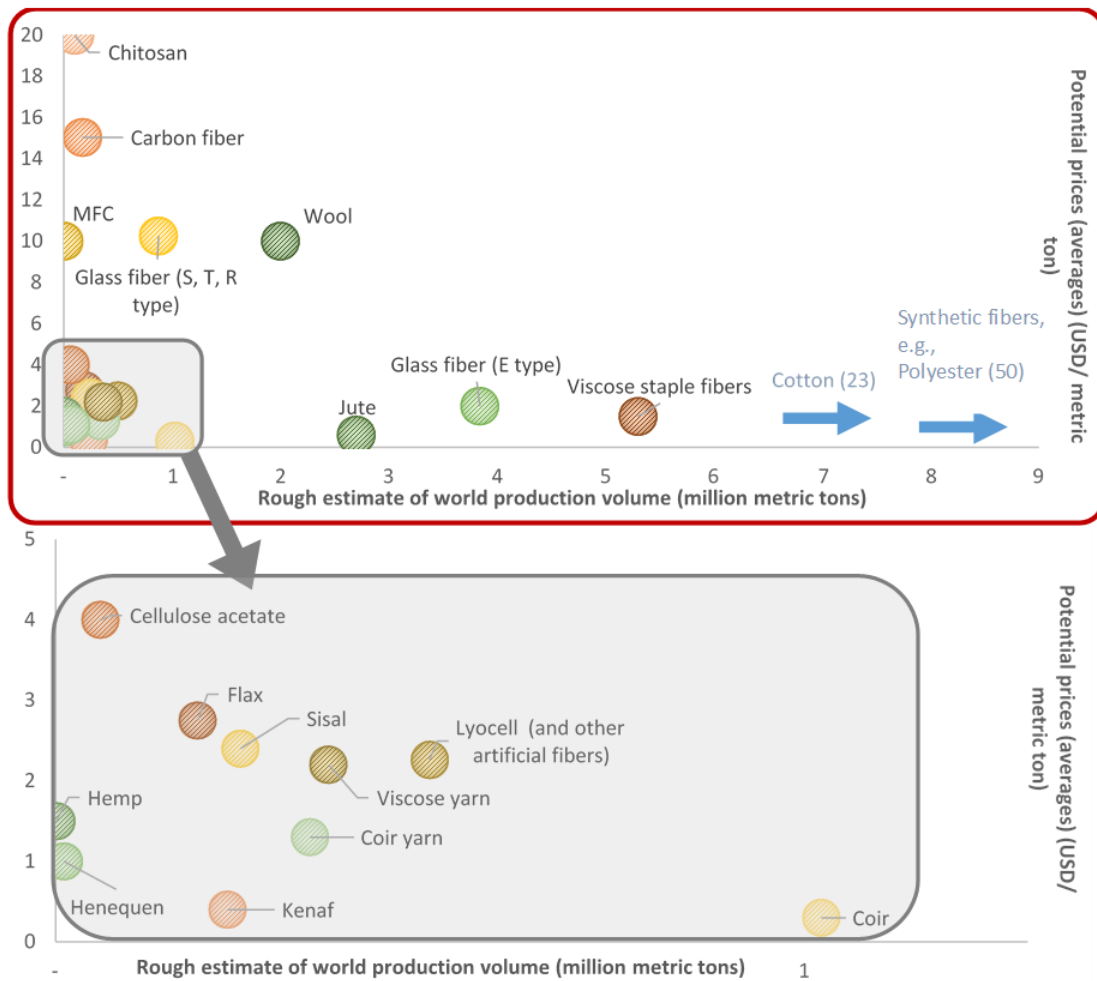 20
Chitosan
18
16
Carbon fiber
14
12
MFC
Wool
10
Glass fiber (S, T, R
type)
8
6
Synthetic fibers,
e.g.,
Polyester (50)
4
Glass fiber (E type)
Cotton (23)
Viscose staple fibers
2
Jute
0
- 1 2 3 4 5 6 7 8 9
Rough estimate of world production volume (million metric tons)
Potential prices (averages) (USD/ metric
ton)
5
4
Cellulose acetate
3
Flax
Sisal
Lyocell (and other
artificial fibers)
2
Viscose yarn
Hemp
Coir yarn
1
Henequen
Kenaf
Coir
0
- 1
Rough estimate of world production volume (million metric tons)
Potential prices (averages) (USD/
metric ton)